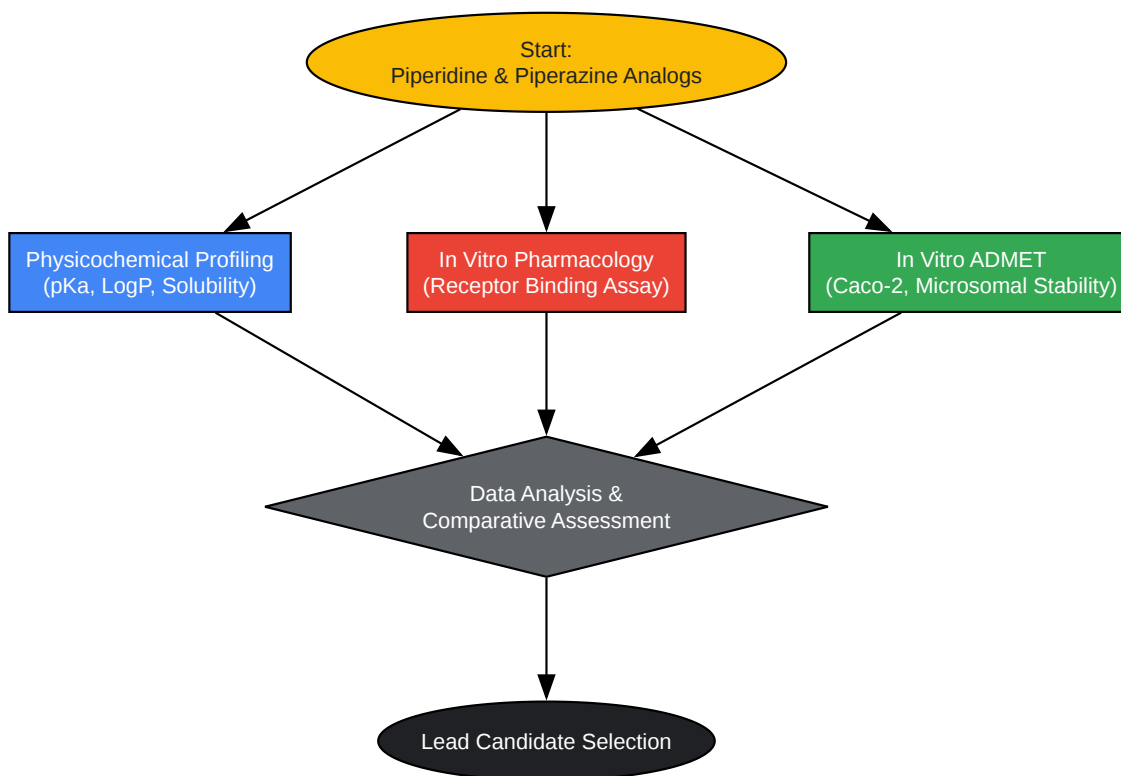 Start:
Piperidine & Piperazine Analogs
Physicochemical Profiling
(pKa, LogP, Solubility)
In Vitro Pharmacology
(Receptor Binding Assay)
In Vitro ADMET
(Caco-2, Microsomal Stability)
Data Analysis &
Comparative Assessment
Lead Candidate Selection